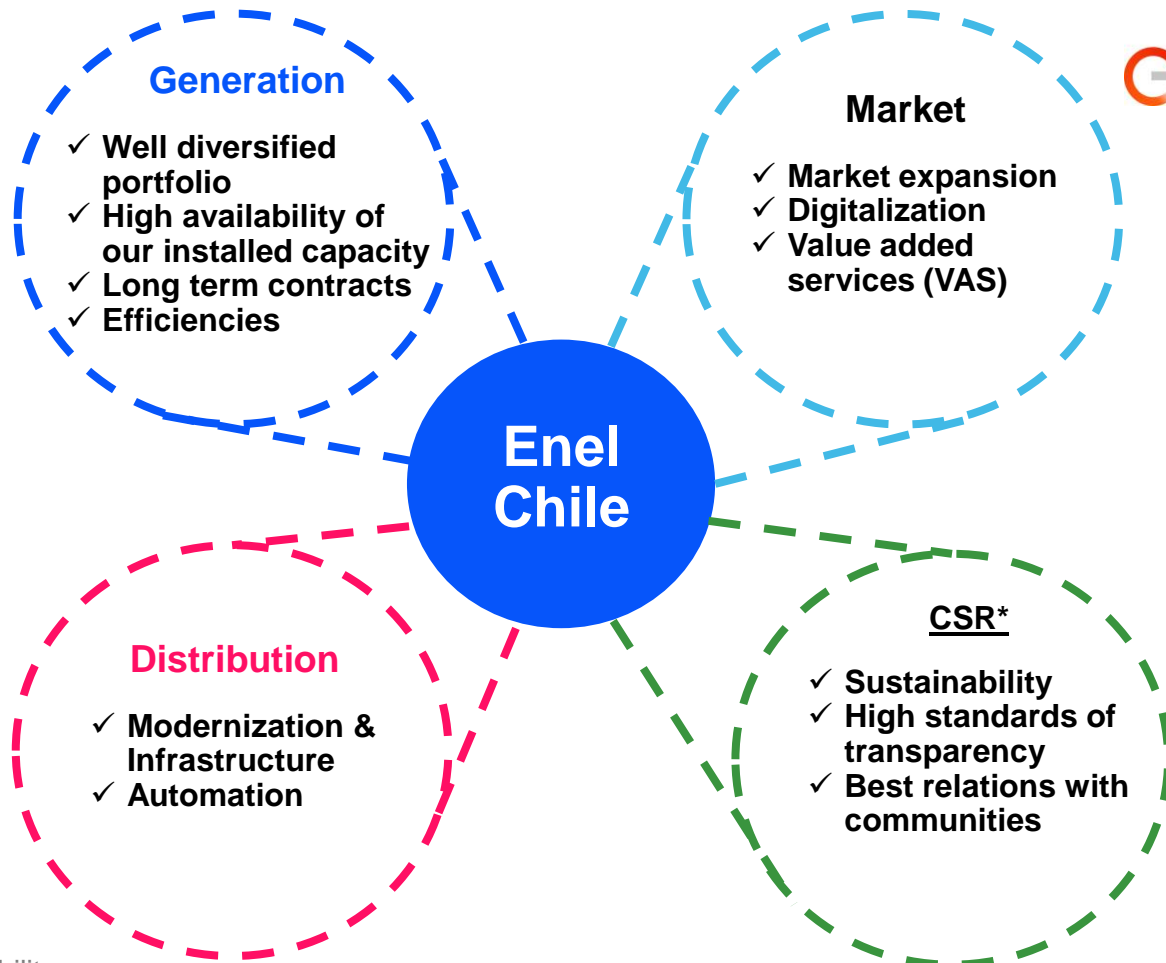 Generation
✓ Well diversified
portfolio
✓ High availability of
our installed capacity
✓ Long term contracts
✓ Efficiencies
Market
✓ Market expansion
✓ Digitalization
✓ Value added
services (VAS)
Enel
Chile
Distribution
✓ Modernization &
Infrastructure
✓ Automation
CSR*
✓ Sustainability
✓ High standards of
transparency
✓ Best relations with
communities